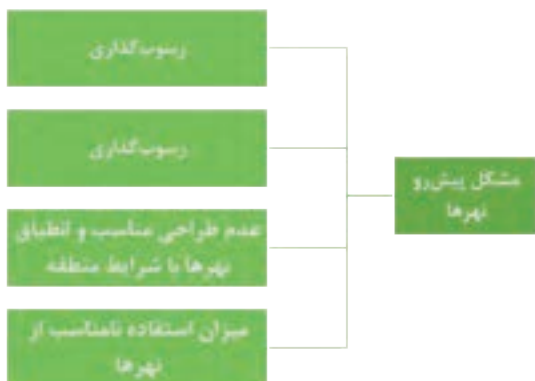 مشکل پیش‌رو
نهرها
رسوب‌گذاری
رسوب‌گذاری
عدم طراحی مناسب و انطباق
نهرها با شرایط منطقه
میزان استفاده نامناسب از
نهرها